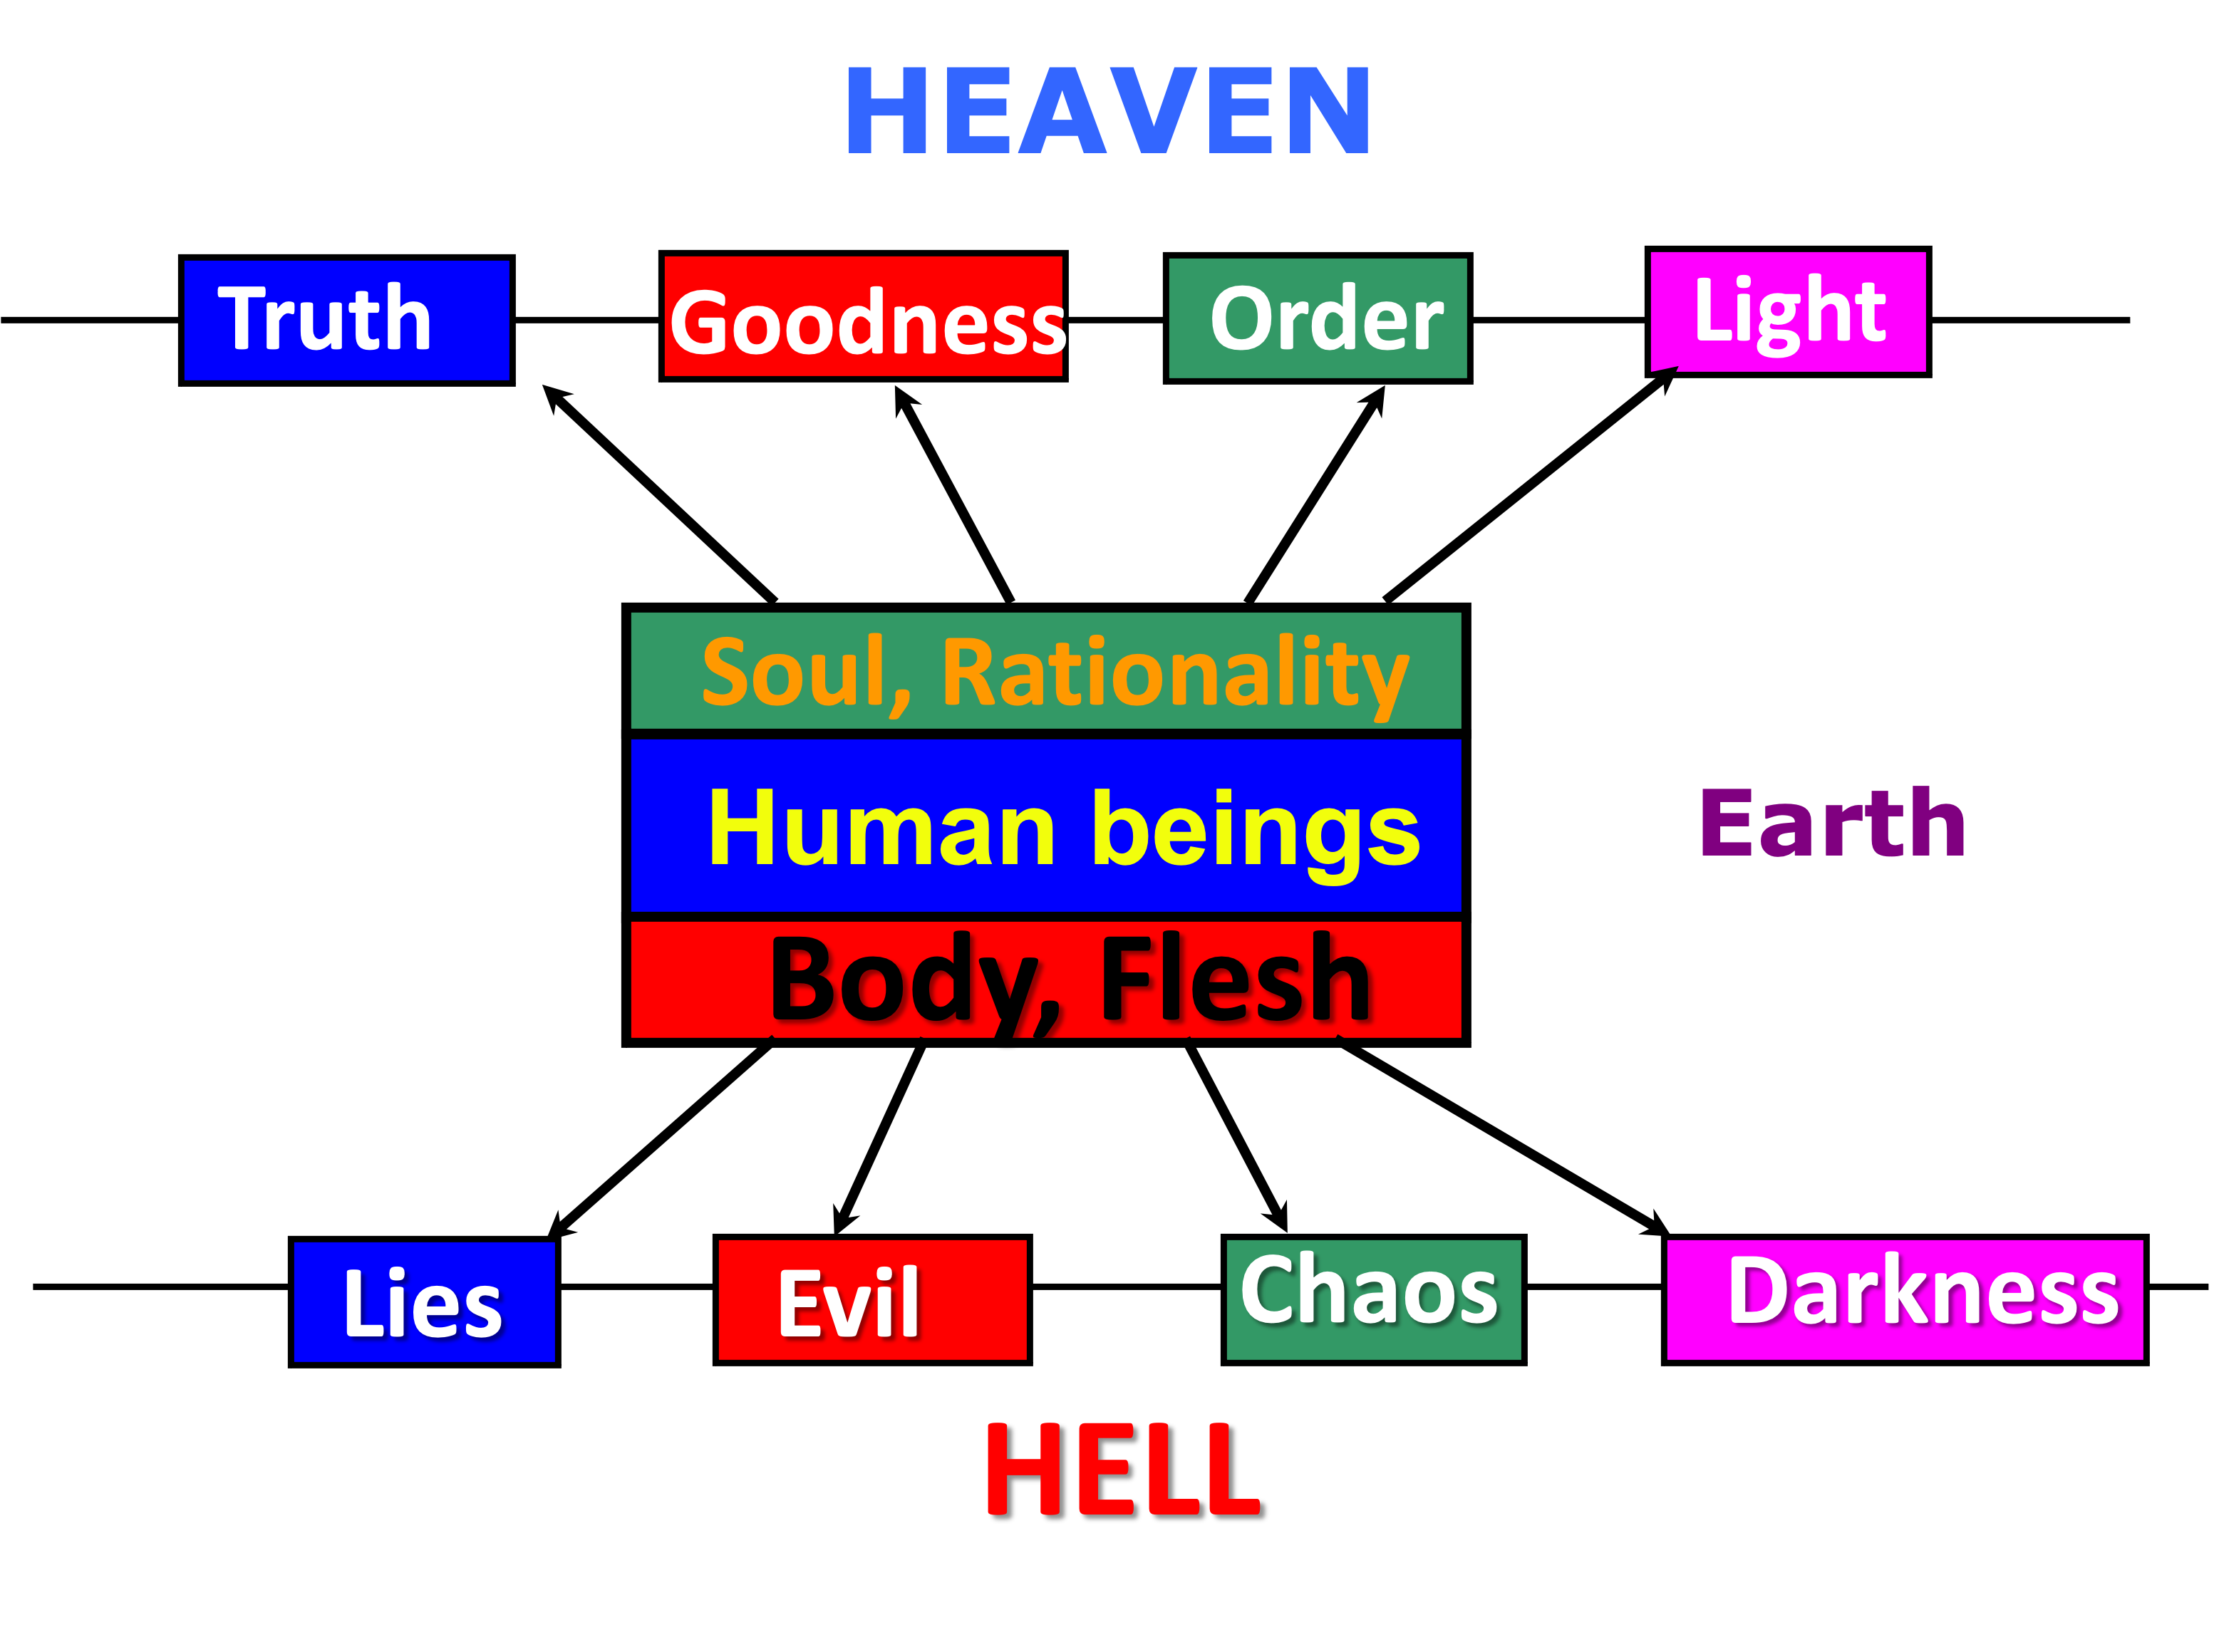 HEAVEN
Truth
Goodness
Order
Light
Soul, Rationality
Human beings
Earth
Body, Flesh
Lies
Evil
Chaos
Darkness
HELL